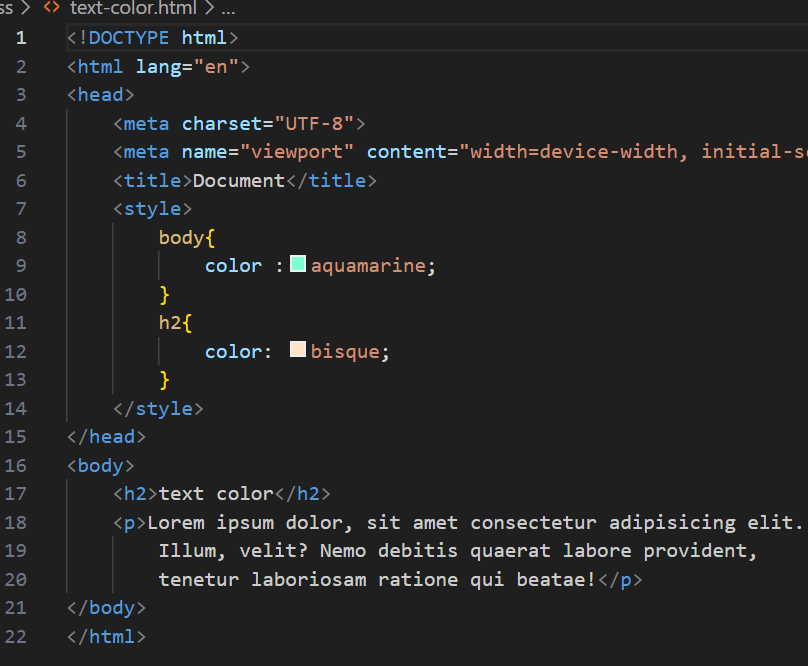 ss > <> text-color.html > ...
1 <!DOCTYPE html>
2 <html lang="en">
3 <head>
4     <meta charset="UTF-8">
5     <meta name="viewport" content="width=device-width, initial-s
6     <title>Document</title>
7     <style>
8         body{
9             color : aquamarine;
10         }
11         h2{
12             color: bisque;
13         }
14     </style>
15 </head>
16 <body>
17     <h2>text color</h2>
18     <p>Lorem ipsum dolor, sit amet consectetur adipisicing elit.
19         Illum, velit? Nemo debitis quaerat labore provident,
20         tenetur laboriosam ratione qui beatae!</p>
21 </body>
22 </html>